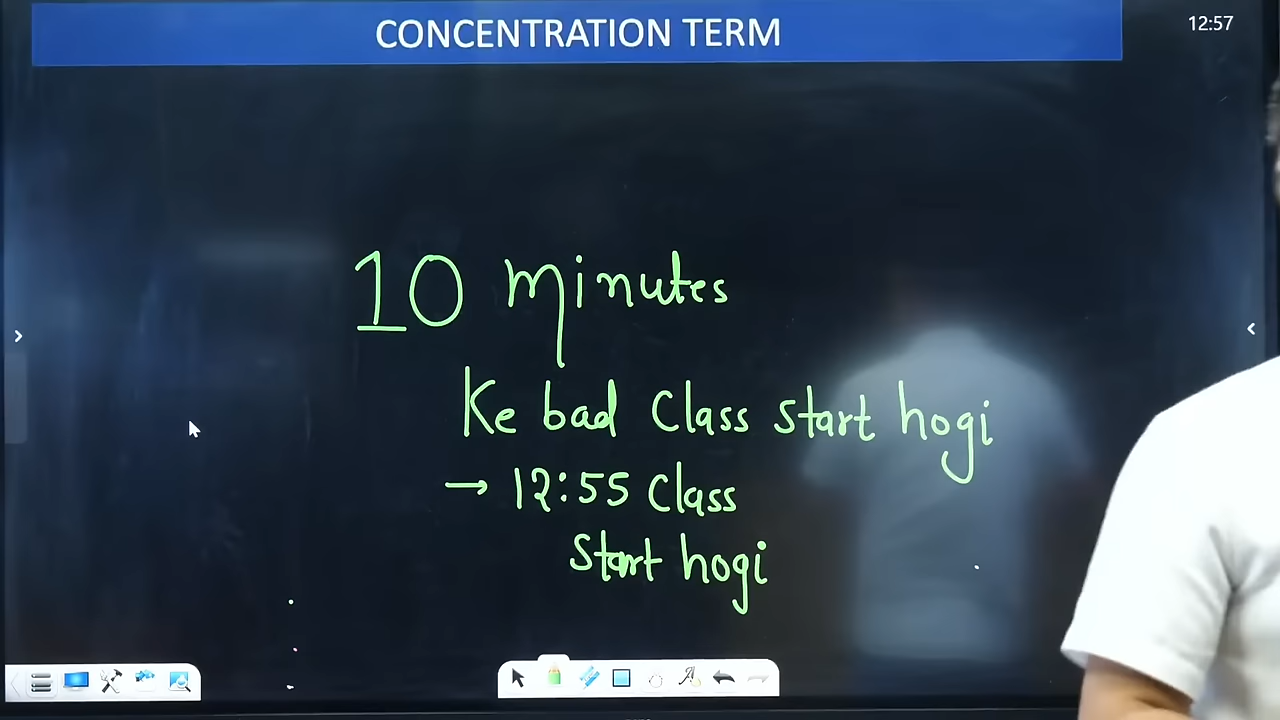 CONCENTRATION TERM
12:57
10 minutes
Ke bad Class start hogi
→ 12:55 Class
Start hogi